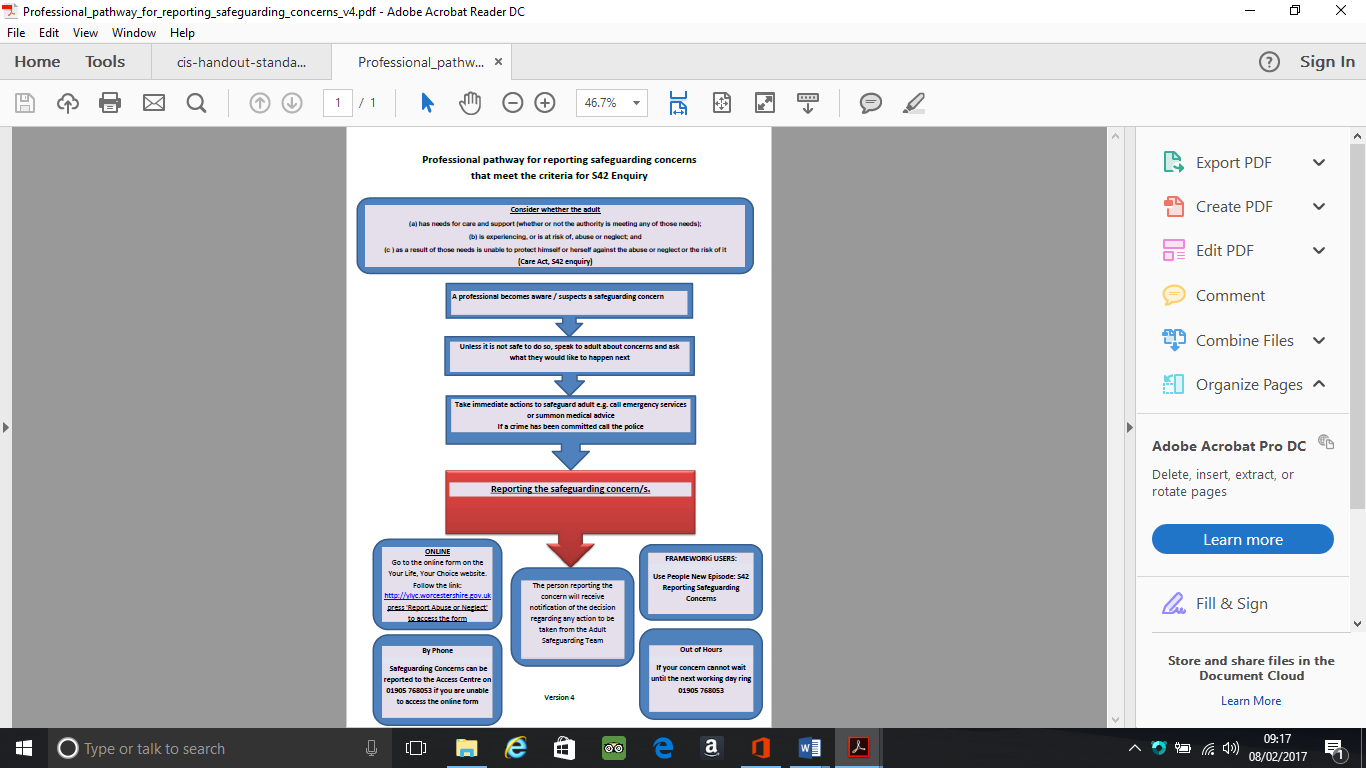 Professional_pathway_for_reporting_safeguarding_concerns_v4.pdf - Adobe Acrobat Reader DC
File Edit View Window Help
Home Tools cis-handout-standa... Professional_pathw... × Sign In
1 / 1 46.7%
Professional pathway for reporting safeguarding concerns
that meet the criteria for S42 Enquiry
Consider whether the adult
(a) has needs for care and support (whether or not the authority is meeting any of those needs);
(b) is experiencing, or is at risk of, abuse or neglect; and
(c ) as a result of those needs is unable to protect himself or herself against the abuse or neglect or the risk of it
(Care Act, S42 enquiry)
A professional becomes aware / suspects a safeguarding concern
Unless it is not safe to do so, speak to adult about concerns and ask
what they would like to happen next
Take immediate actions to safeguard adult e.g. call emergency services
or summon medical advice
If a crime has been committed call the police
Reporting the safeguarding concern/s.
ONLINE
Go to the online form on the
Your Life, Your Choice website.
Follow the link:
http://ylyc.worcestershire.gov.uk
press 'Report Abuse or Neglect'
to access the form
By Phone
Safeguarding Concerns can be
reported to the Access Centre on
01905 768053 if you are unable
to access the online form
The person reporting the
concern will receive
notification of the decision
regarding any action to be
taken from the Adult
Safeguarding Team
Version 4
FRAMEWORKi USERS:
Use People New Episode: S42
Reporting Safeguarding
Concerns
Out of Hours
If your concern cannot wait
until the next working day ring
01905 768053
Export PDF
Create PDF
Edit PDF
Comment
Combine Files
Organize Pages
Adobe Acrobat Pro DC
Delete, insert, extract, or
rotate pages
Learn more
Fill & Sign
Store and share files in the
Document Cloud
Learn More
Type or talk to search
09:17
08/02/2017
1